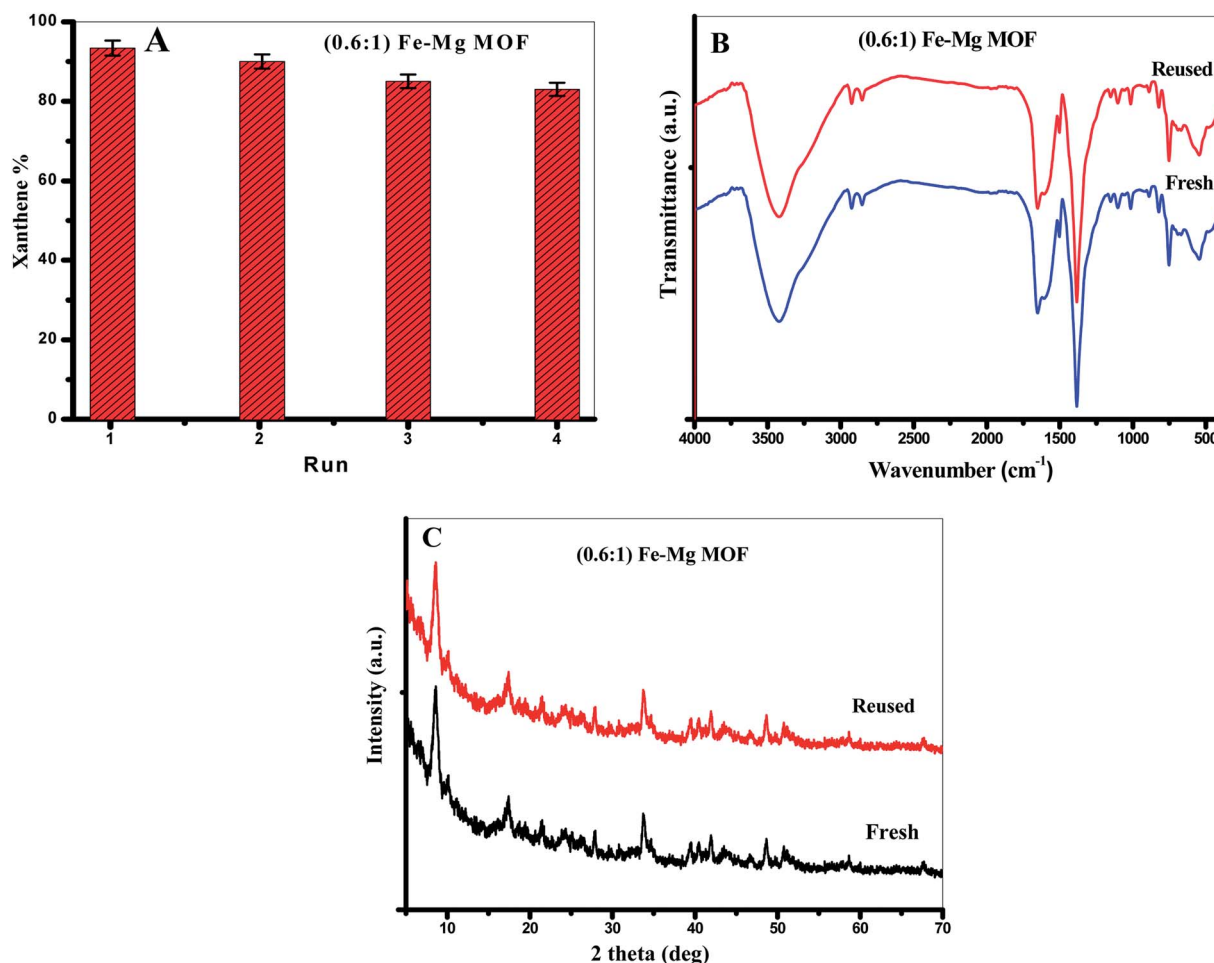 A
(0.6:1) Fe-Mg MOF
Xanthene %
100
80
60
40
20
0
1 2 3 4
Run
B
(0.6:1) Fe-Mg MOF
Reused
Fresh
Transmittance (a.u.)
4000 3500 3000 2500 2000 1500 1000 500
Wavenumber (cm⁻¹)
C
(0.6:1) Fe-Mg MOF
Reused
Fresh
Intensity (a.u.)
10 20 30 40 50 60 70
2 theta (deg)